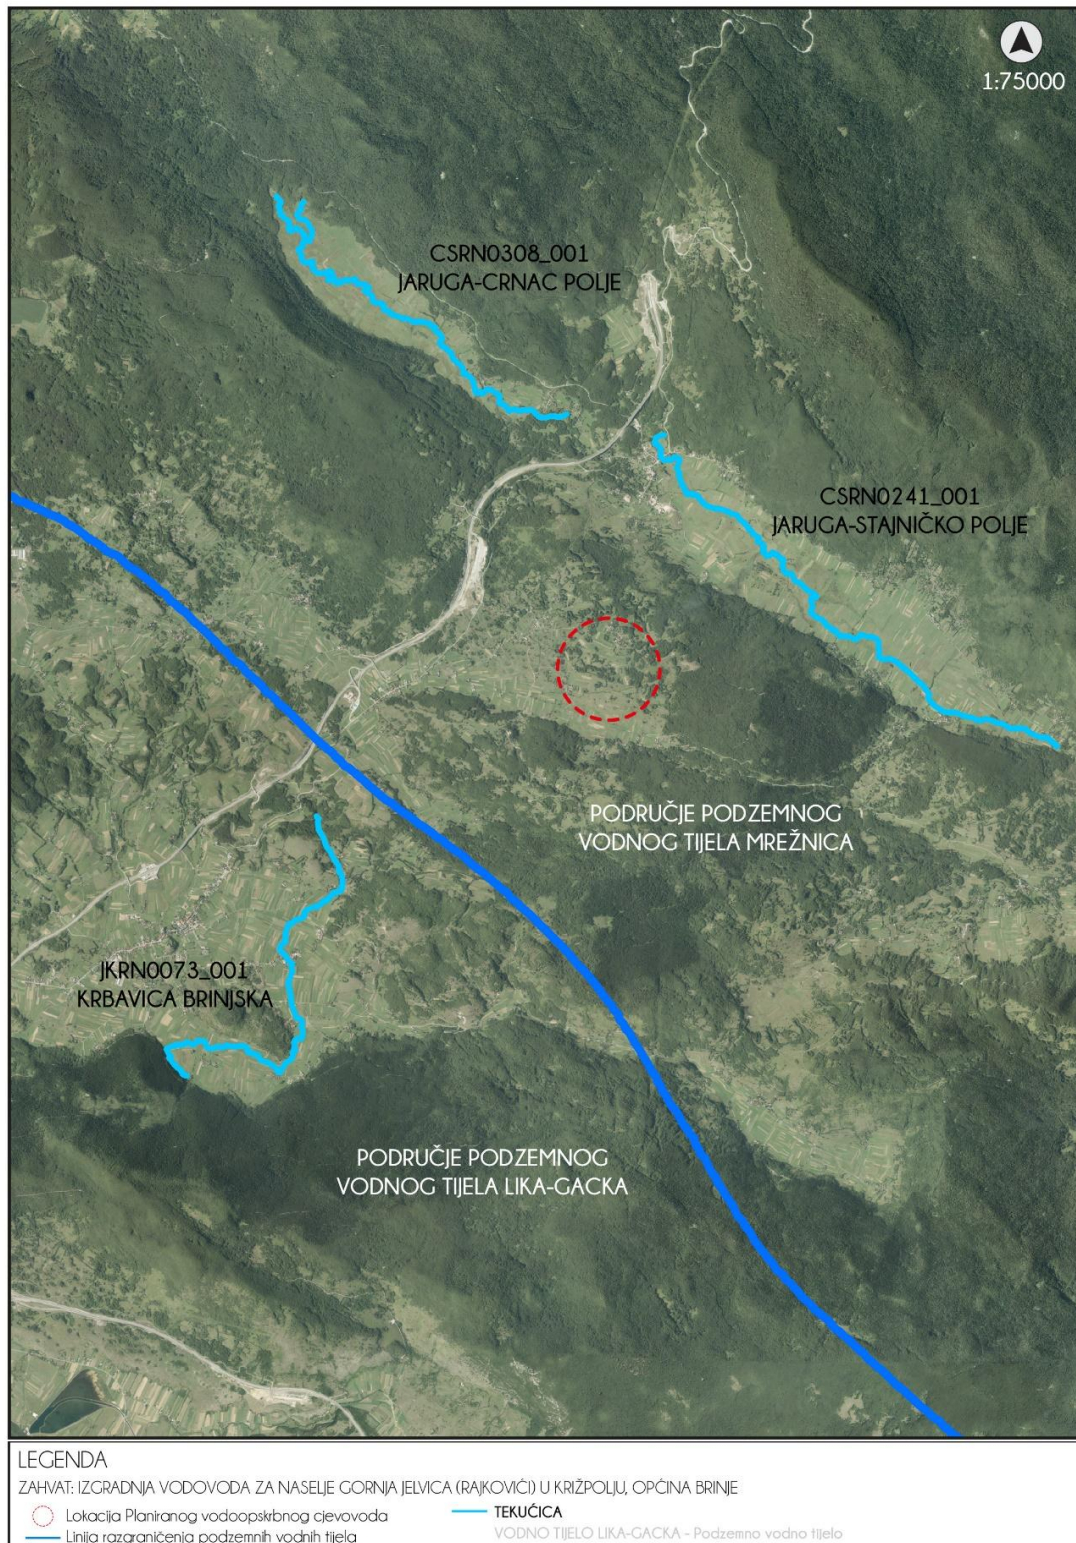 1:75000
CSRN0308_001
JARUGA-CRNAC POLJE
CSRN0241_001
JARUGA-STAJNIČKO POLJE
PODRUČJE PODZEMNOG
VODNOG TIJELA MREŽNICA
JKRN0073_001
KRBAVICA BRINJSKA
PODRUČJE PODZEMNOG
VODNOG TIJELA LIKA-GACKA
LEGENDA
ZAHVAT: IZGRADNJA VODOVODA ZA NASELJE GORNJA JELVICA (RAJKOVIĆI) U KRIŽPOLJU, OPĆINA BRINJE
Lokacija Planiranog vodoopskrbnog cjevovoda
Linija razgraničenja podzemnih vodnih tijela
TEKUĆICA
VODNO TIJELO LIKA-GACKA - Podzemno vodno tijelo